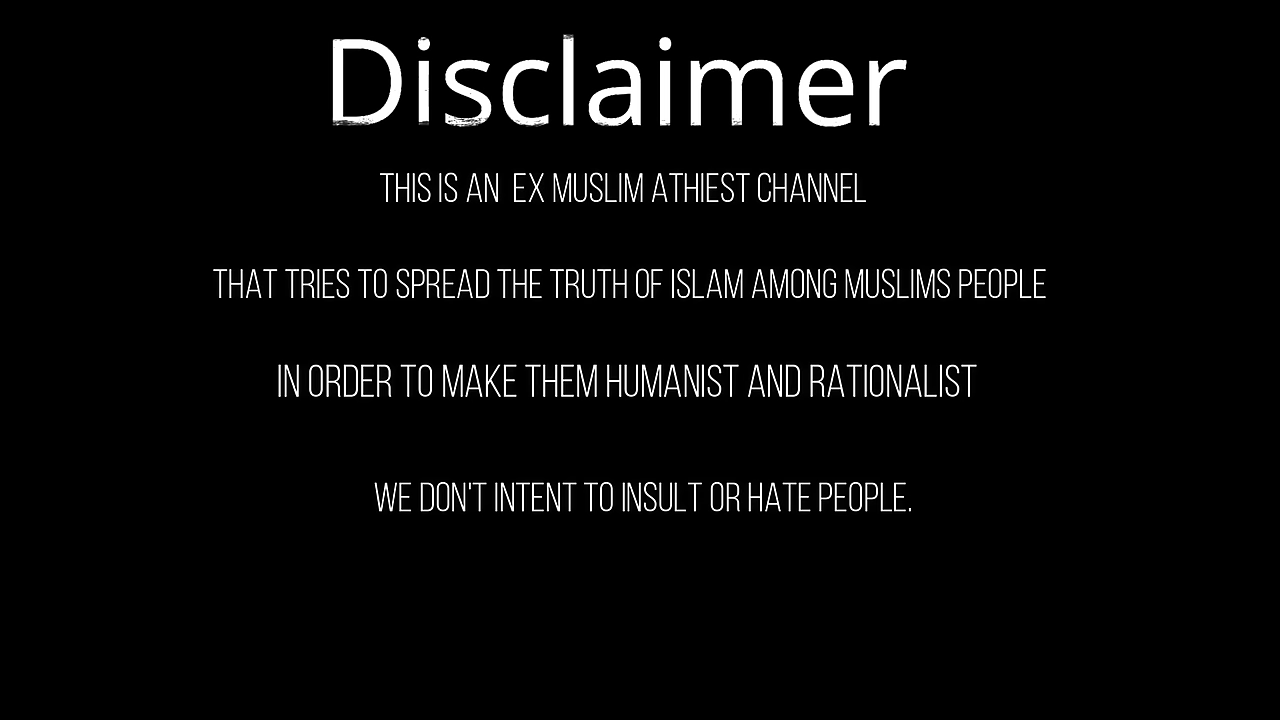 Disclaimer
THIS IS AN EX MUSLIM ATHIEST CHANNEL
THAT TRIES TO SPREAD THE TRUTH OF ISLAM AMONG MUSLIMS PEOPLE
IN ORDER TO MAKE THEM HUMANIST AND RATIONALIST
WE DON'T INTENT TO INSULT OR HATE PEOPLE.